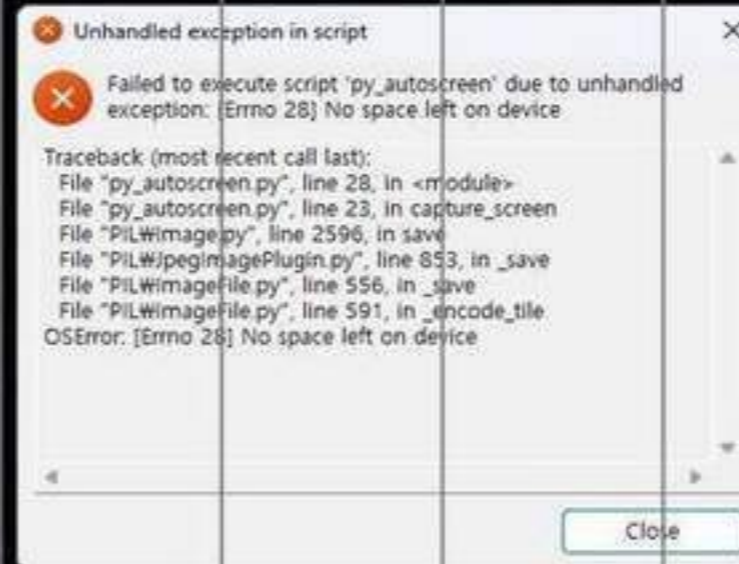 Unhandled exception in script
Failed to execute script 'py_autoscreen' due to unhandled
exception: [Errno 28] No space left on device
Traceback (most recent call last):
File "py_autoscreen.py", line 28, in <module>
File "py_autoscreen.py", line 23, in capture_screen
File "PIL₩Image.py", line 2596, in save
File "PIL₩JpegImagePlugin.py", line 853, in _save
File "PIL₩ImageFile.py", line 556, in _save
File "PIL₩ImageFile.py", line 591, in _encode_tile
OSError: [Errno 28] No space left on device
Close